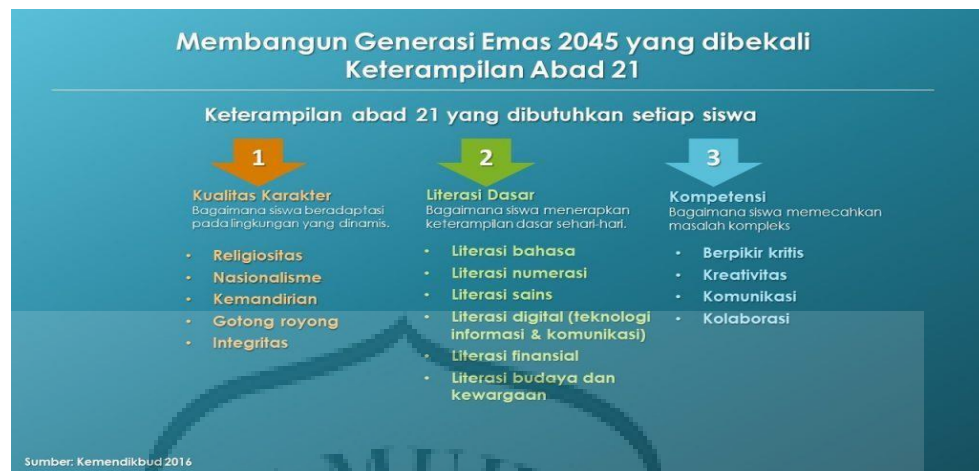 Membangun Generasi Emas 2045 yang dibekali
Keterampilan Abad 21
Keterampilan abad 21 yang dibutuhkan setiap siswa
1
Kualitas Karakter
Bagaimana siswa beradaptasi
pada lingkungan yang dinamis.
• Religiositas
• Nasionalisme
• Kemandirian
• Gotong royong
• Integritas
2
Literasi Dasar
Bagaimana siswa menerapkan
keterampilan dasar sehari-hari.
• Literasi bahasa
• Literasi numerasi
• Literasi sains
• Literasi digital (teknologi
informasi & komunikasi)
• Literasi finansial
• Literasi budaya dan
kewargaan
3
Kompetensi
Bagaimana siswa memecahkan
masalah kompleks
• Berpikir kritis
• Kreativitas
• Komunikasi
• Kolaborasi
Sumber: Kemendikbud 2016